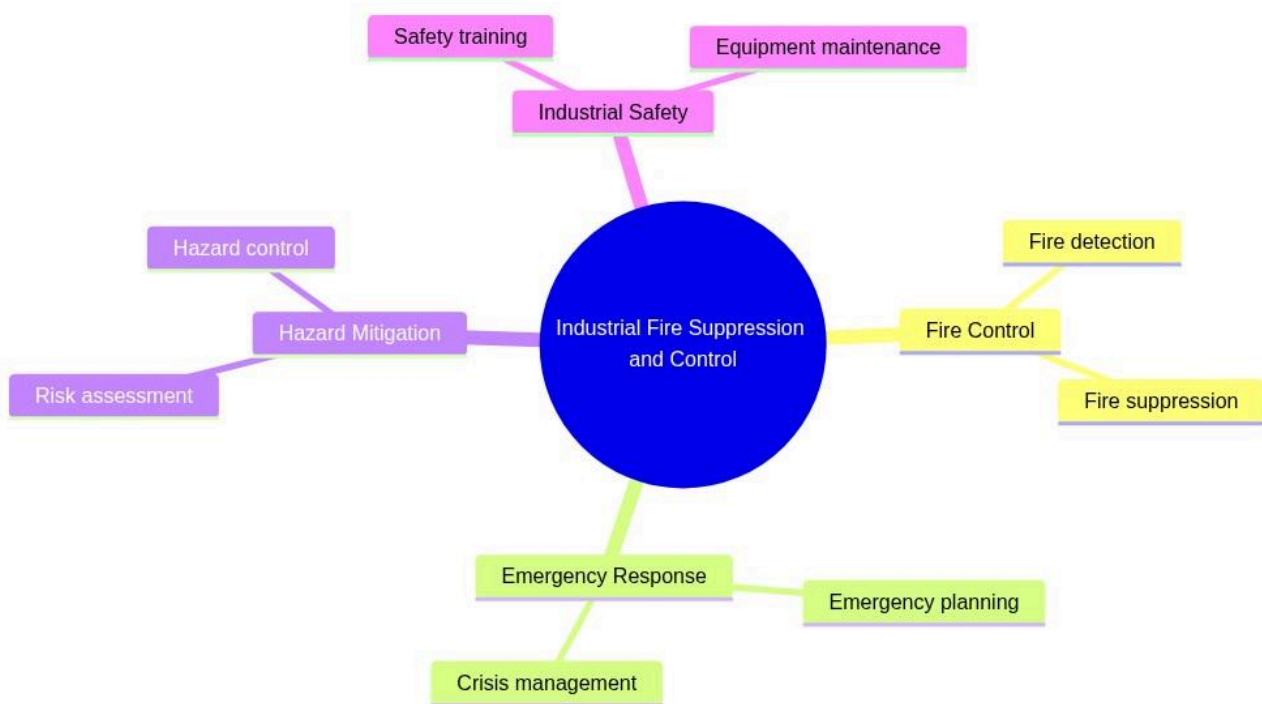 Safety training
Equipment maintenance
Industrial Safety
Hazard control
Fire detection
Industrial Fire Suppression
and Control
Hazard Mitigation
Fire Control
Risk assessment
Fire suppression
Emergency Response
Emergency planning
Crisis management